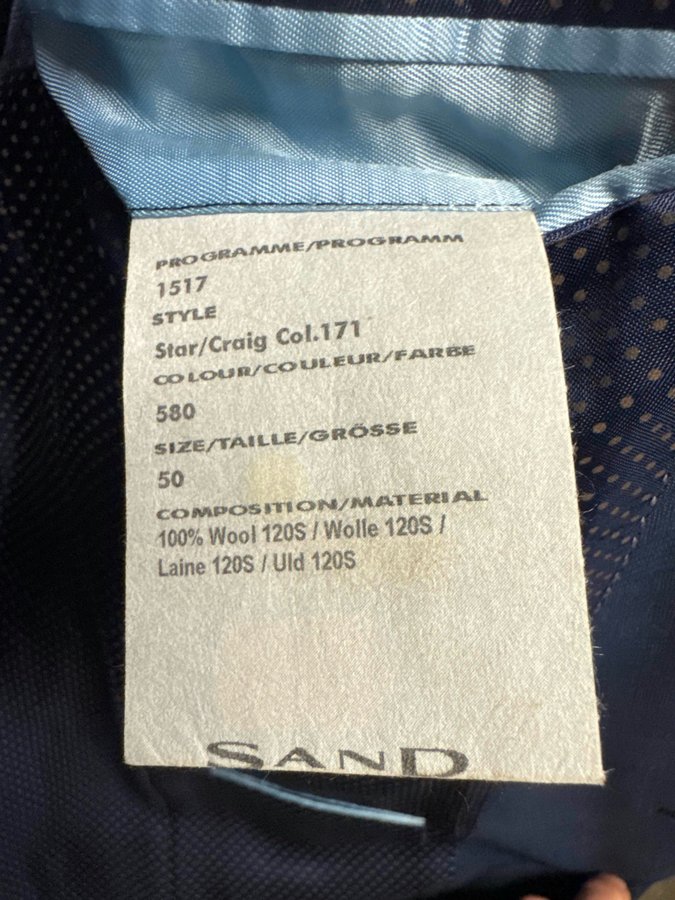 PROGRAMME/PROGRAMM
1517
STYLE
Star/Craig Col.171
COLOUR/COULEUR/FARBE
580
SIZE/TAILLE/GRÖSSE
50
COMPOSITION/MATERIAL
100% Wool 120S / Wolle 120S /
Laine 120S / Uld 120S
SAND